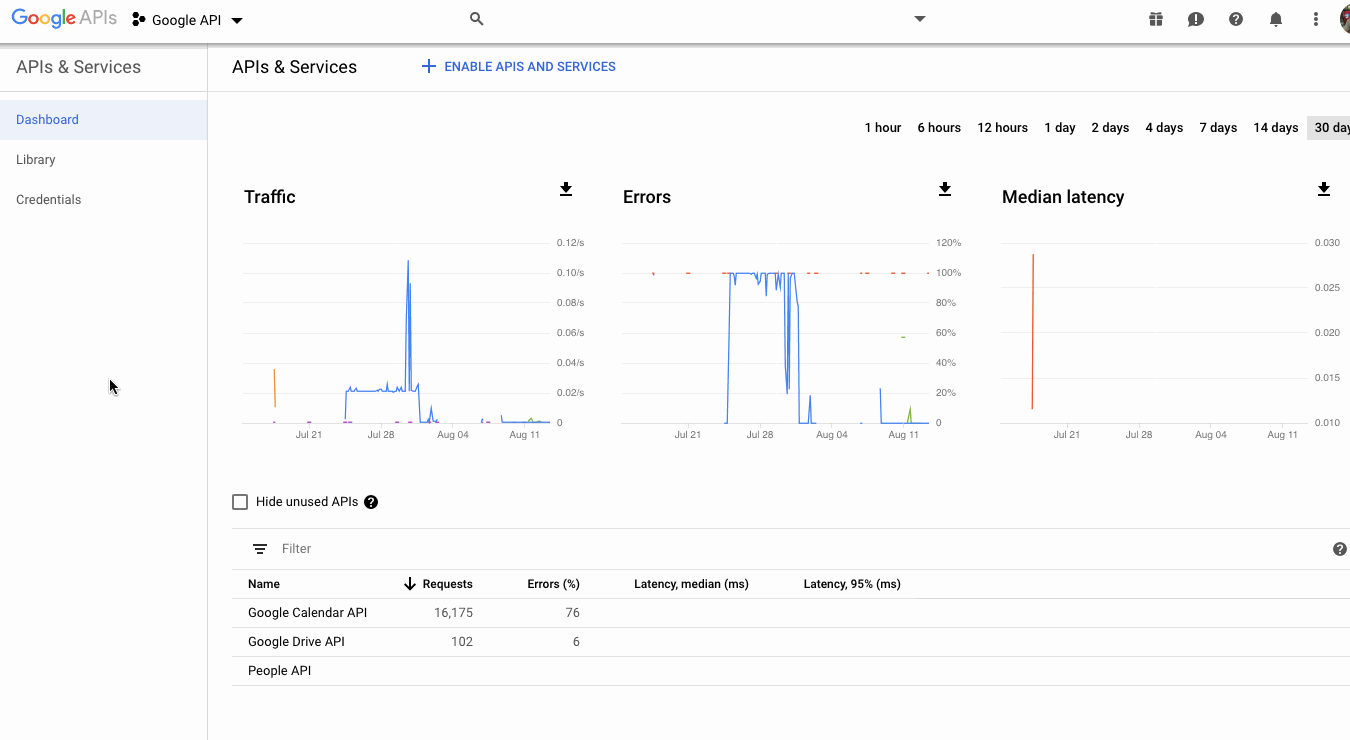 Google APIs Google API
APIs & Services
APIs & Services ENABLE APIS AND SERVICES
Dashboard
Library
Credentials
1 hour 6 hours 12 hours 1 day 2 days 4 days 7 days 14 days 30 day
Traffic
0.12/s
0.10/s
0.08/s
0.06/s
0.04/s
0.02/s
0
Jul 21 Jul 28 Aug 04 Aug 11
Errors
120%
100%
80%
60%
40%
20%
0
Jul 21 Jul 28 Aug 04 Aug 11
Median latency
0.030
0.025
0.020
0.015
0.010
Jul 21 Jul 28 Aug 04 Aug 11
Hide unused APIs ?
Filter ?
Name Requests Errors (%) Latency, median (ms) Latency, 95% (ms)
Google Calendar API 16,175 76
Google Drive API 102 6
People API